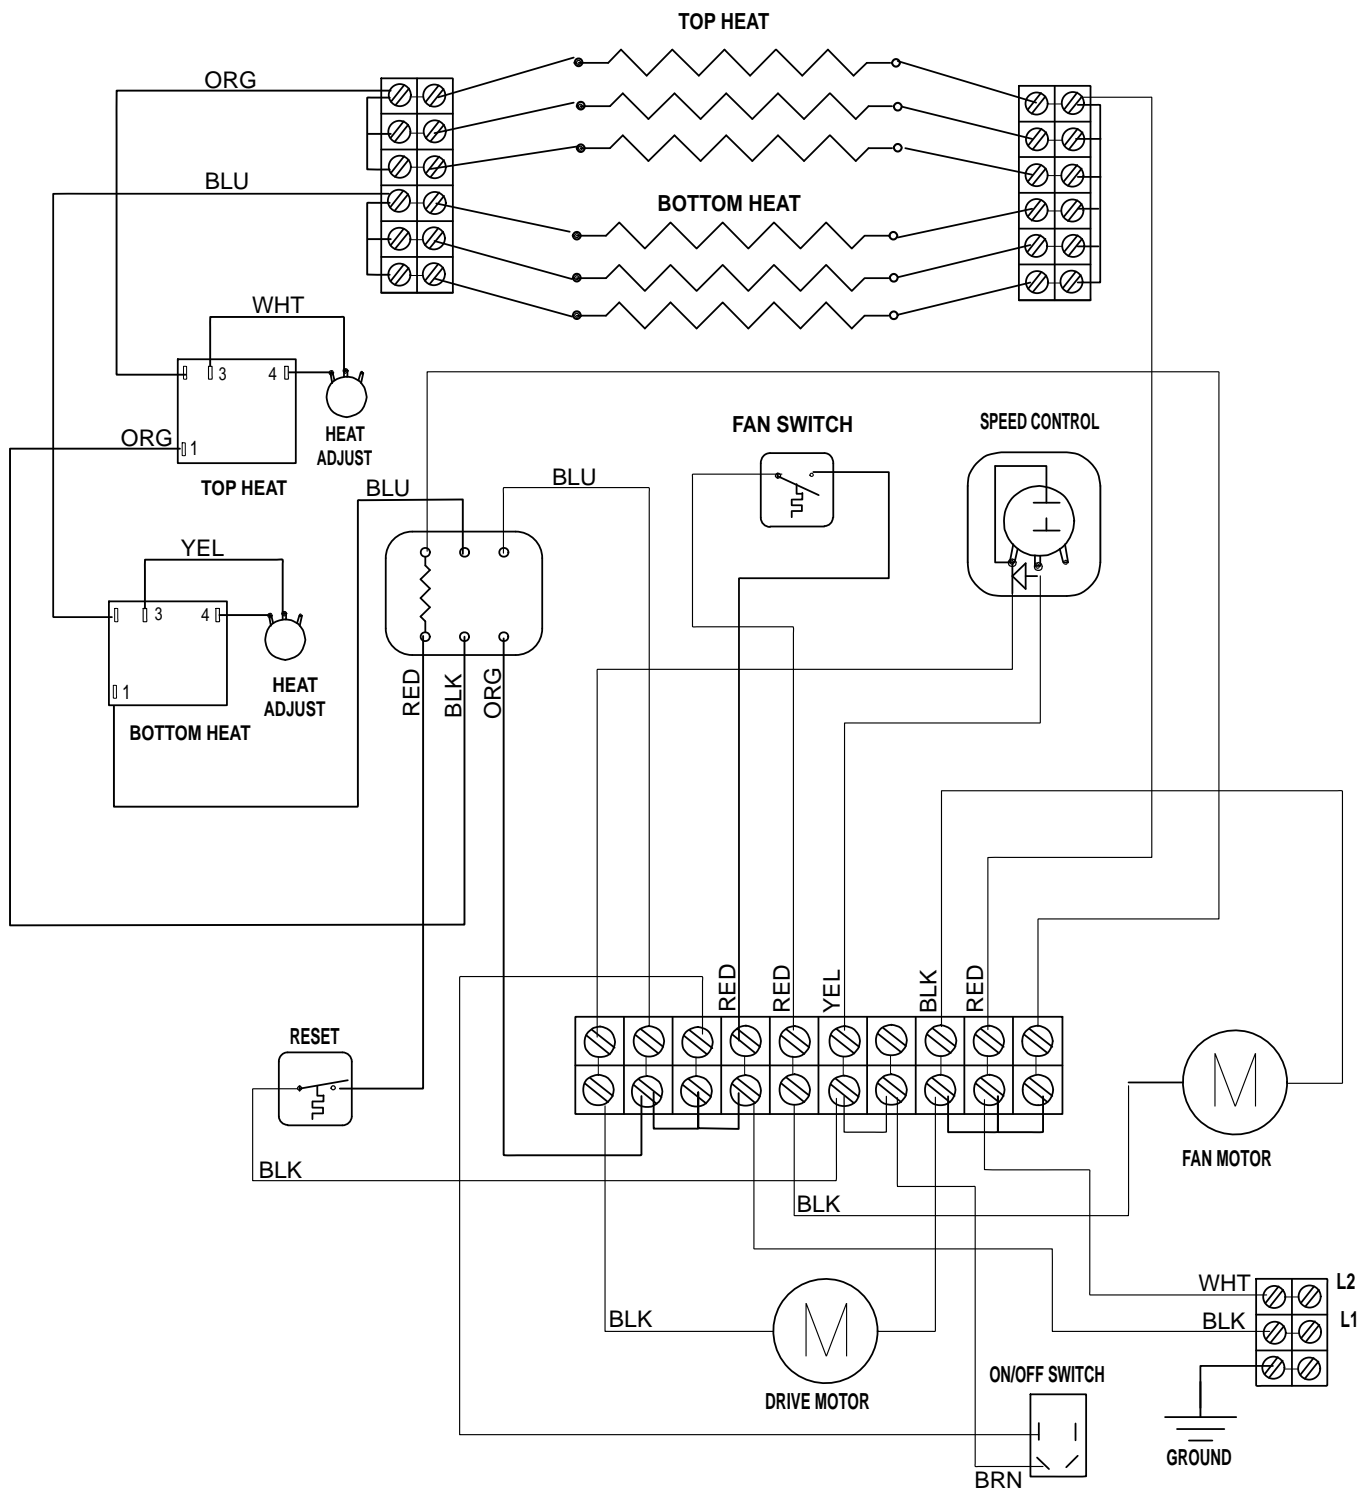 TOP HEAT
ORG
BLU
BOTTOM HEAT
WHT
3 4
HEAT
ADJUST
ORG
1
TOP HEAT
FAN SWITCH
SPEED CONTROL
BLU
BLU
YEL
3 4
1
HEAT
ADJUST
BOTTOM HEAT
RED
BLK
ORG
RED
RED
YEL
BLK
RED
RESET
BLK
M
FAN MOTOR
BLK
WHT
L2
BLK
L1
BLK
M
DRIVE MOTOR
ON/OFF SWITCH
BRN
GROUND